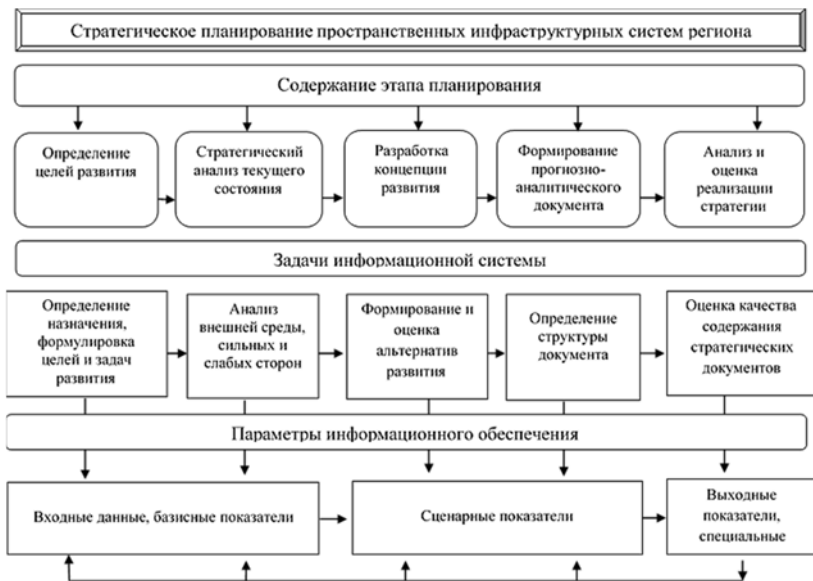 Стратегическое планирование пространственных инфраструктурных систем региона
Содержание этапа планирования
Определение
целей развития
Стратегический
анализ текущего
состояния
Разработка
концепции
развития
Формирование
прогнозно-
аналитического
документа
Анализ и
оценка
реализации
стратегии
Задачи информационной системы
Определение
назначения,
формулировка
целей и задач
развития
Анализ
внешней среды,
сильных и
слабых сторон
Формирование и
оценка
альтернатив
развития
Определение
структуры
документа
Оценка качества
содержания
стратегических
документов
Параметры информационного обеспечения
Входные данные, базисные показатели
Сценарные показатели
Выходные
показатели,
специальные